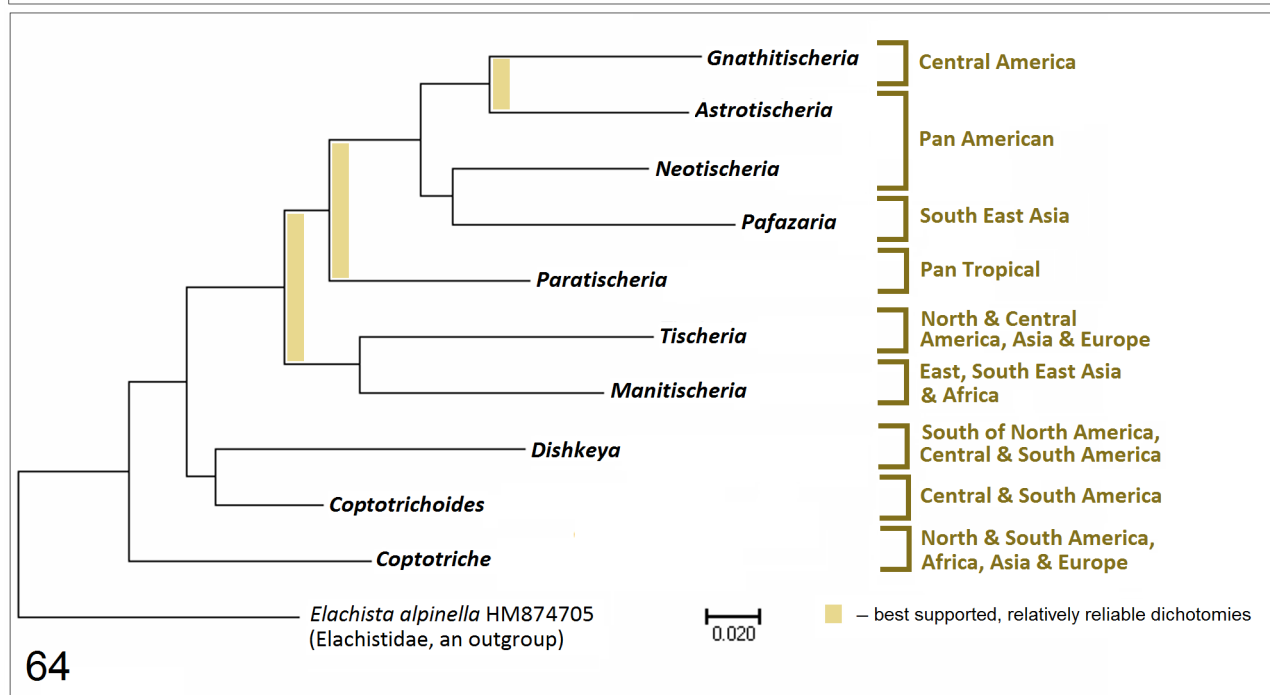 Gnathitischeria
Central America
Astrotischeria
Pan American
Neotischeria
Pafazaria
South East Asia
Paratischeria
Pan Tropical
Tischeria
North & Central
America, Asia & Europe
Manitischeria
East, South East Asia
& Africa
Dishkeya
South of North America,
Central & South America
Coptotrichoides
Central & South America
Coptotriche
North & South America,
Africa, Asia & Europe
Elachista alpinella HM874705
(Elachistidae, an outgroup)
0.020
– best supported, relatively reliable dichotomies
64